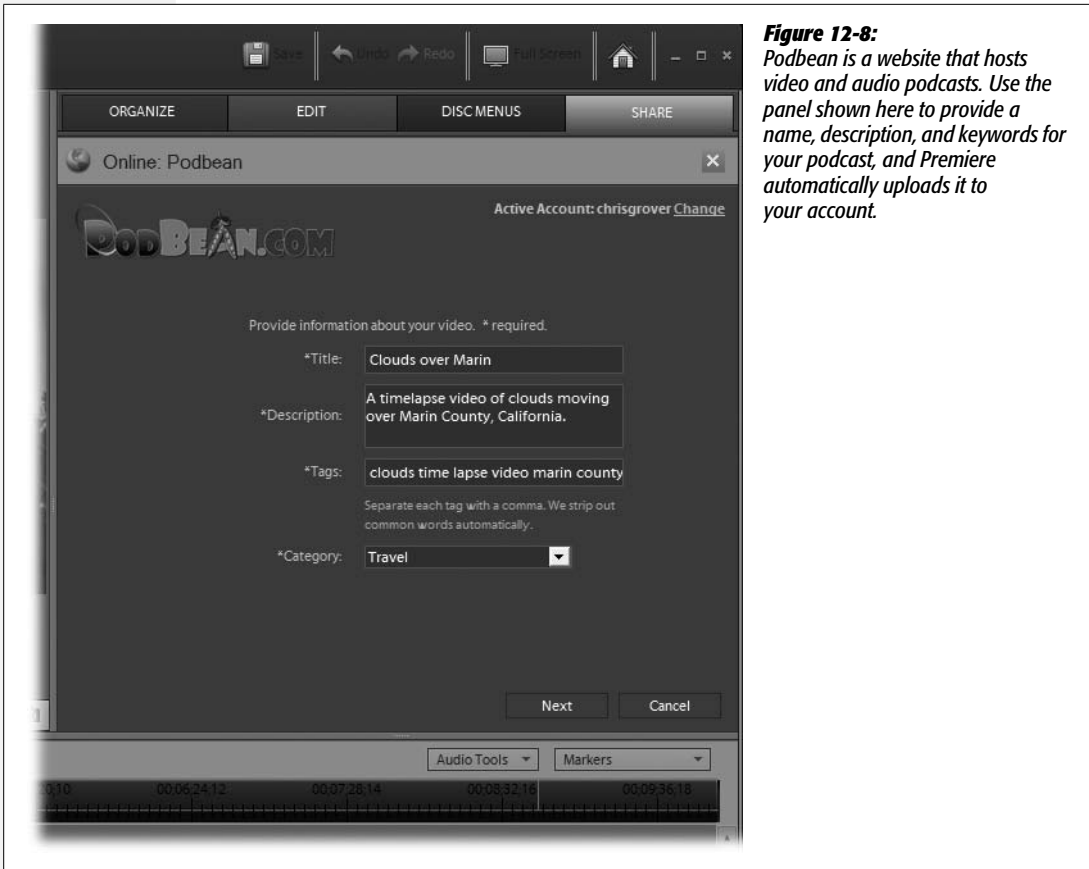 Save Undo Redo Full Screen
ORGANIZE EDIT DISC MENUS SHARE
Online: Podbean
Active Account: chrisgrover Change
PODBEAN.COM
Provide information about your video. * required.
*Title: Clouds over Marin
*Description: A timelapse video of clouds moving
over Marin County, California.
*Tags: clouds time lapse video marin county
Separate each tag with a comma. We strip out
common words automatically.
*Category: Travel
Next Cancel
Audio Tools Markers
00;06;24;12 00;07;28;14 00;08;32;16 00;09;36;18
Figure 12-8:
Podbean is a website that hosts
video and audio podcasts. Use the
panel shown here to provide a
name, description, and keywords for
your podcast, and Premiere
automatically uploads it to
your account.